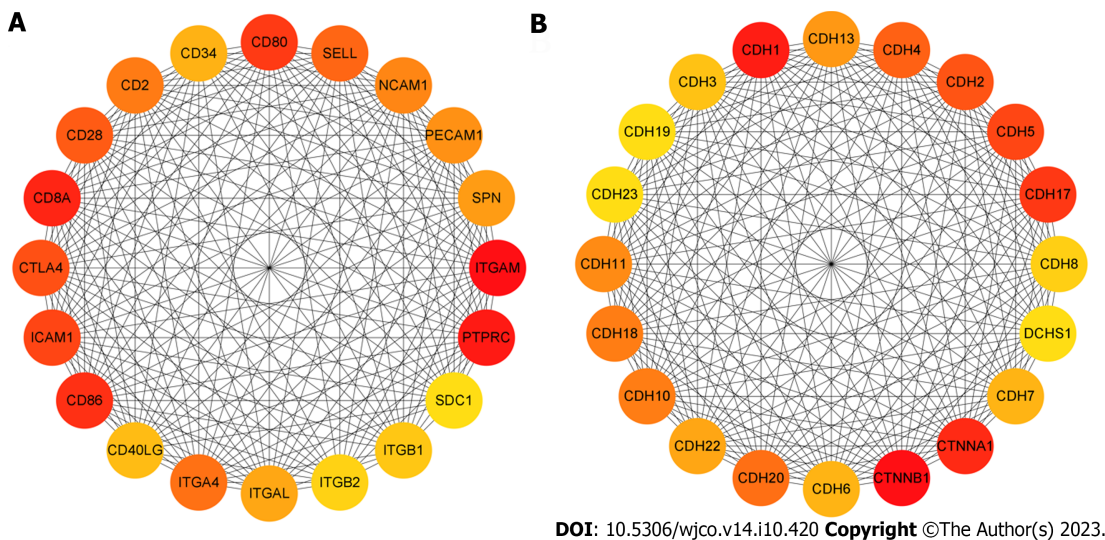 A
CD80
SELL
NCAM1
PECAM1
SPN
ITGAM
PTPRC
SDC1
ITGB1
ITGB2
ITGAL
ITGA4
CD40LG
CD86
ICAM1
CTLA4
CD8A
CD28
CD2
CD34
B
CDH13
CDH4
CDH2
CDH5
CDH17
CDH8
DCHS1
CDH7
CTNNA1
CTNNB1
CDH6
CDH20
CDH22
CDH10
CDH18
CDH11
CDH23
CDH19
CDH3
CDH1
DOI: 10.5306/wjco.v14.i10.420 Copyright ©The Author(s) 2023.